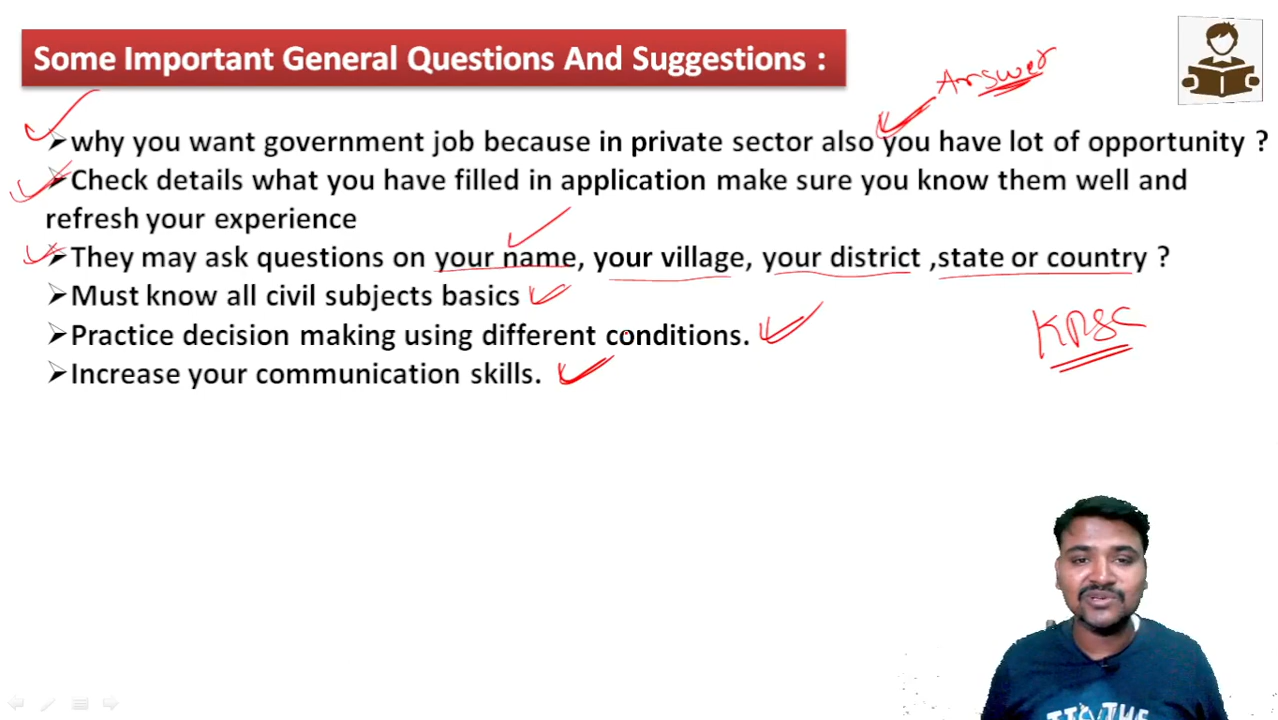 Some Important General Questions And Suggestions :
Answer
➢why you want government job because in private sector also you have lot of opportunity ?
➢Check details what you have filled in application make sure you know them well and
refresh your experience
➢They may ask questions on your name, your village, your district ,state or country ?
➢Must know all civil subjects basics
➢Practice decision making using different conditions.
KPSC
➢Increase your communication skills.